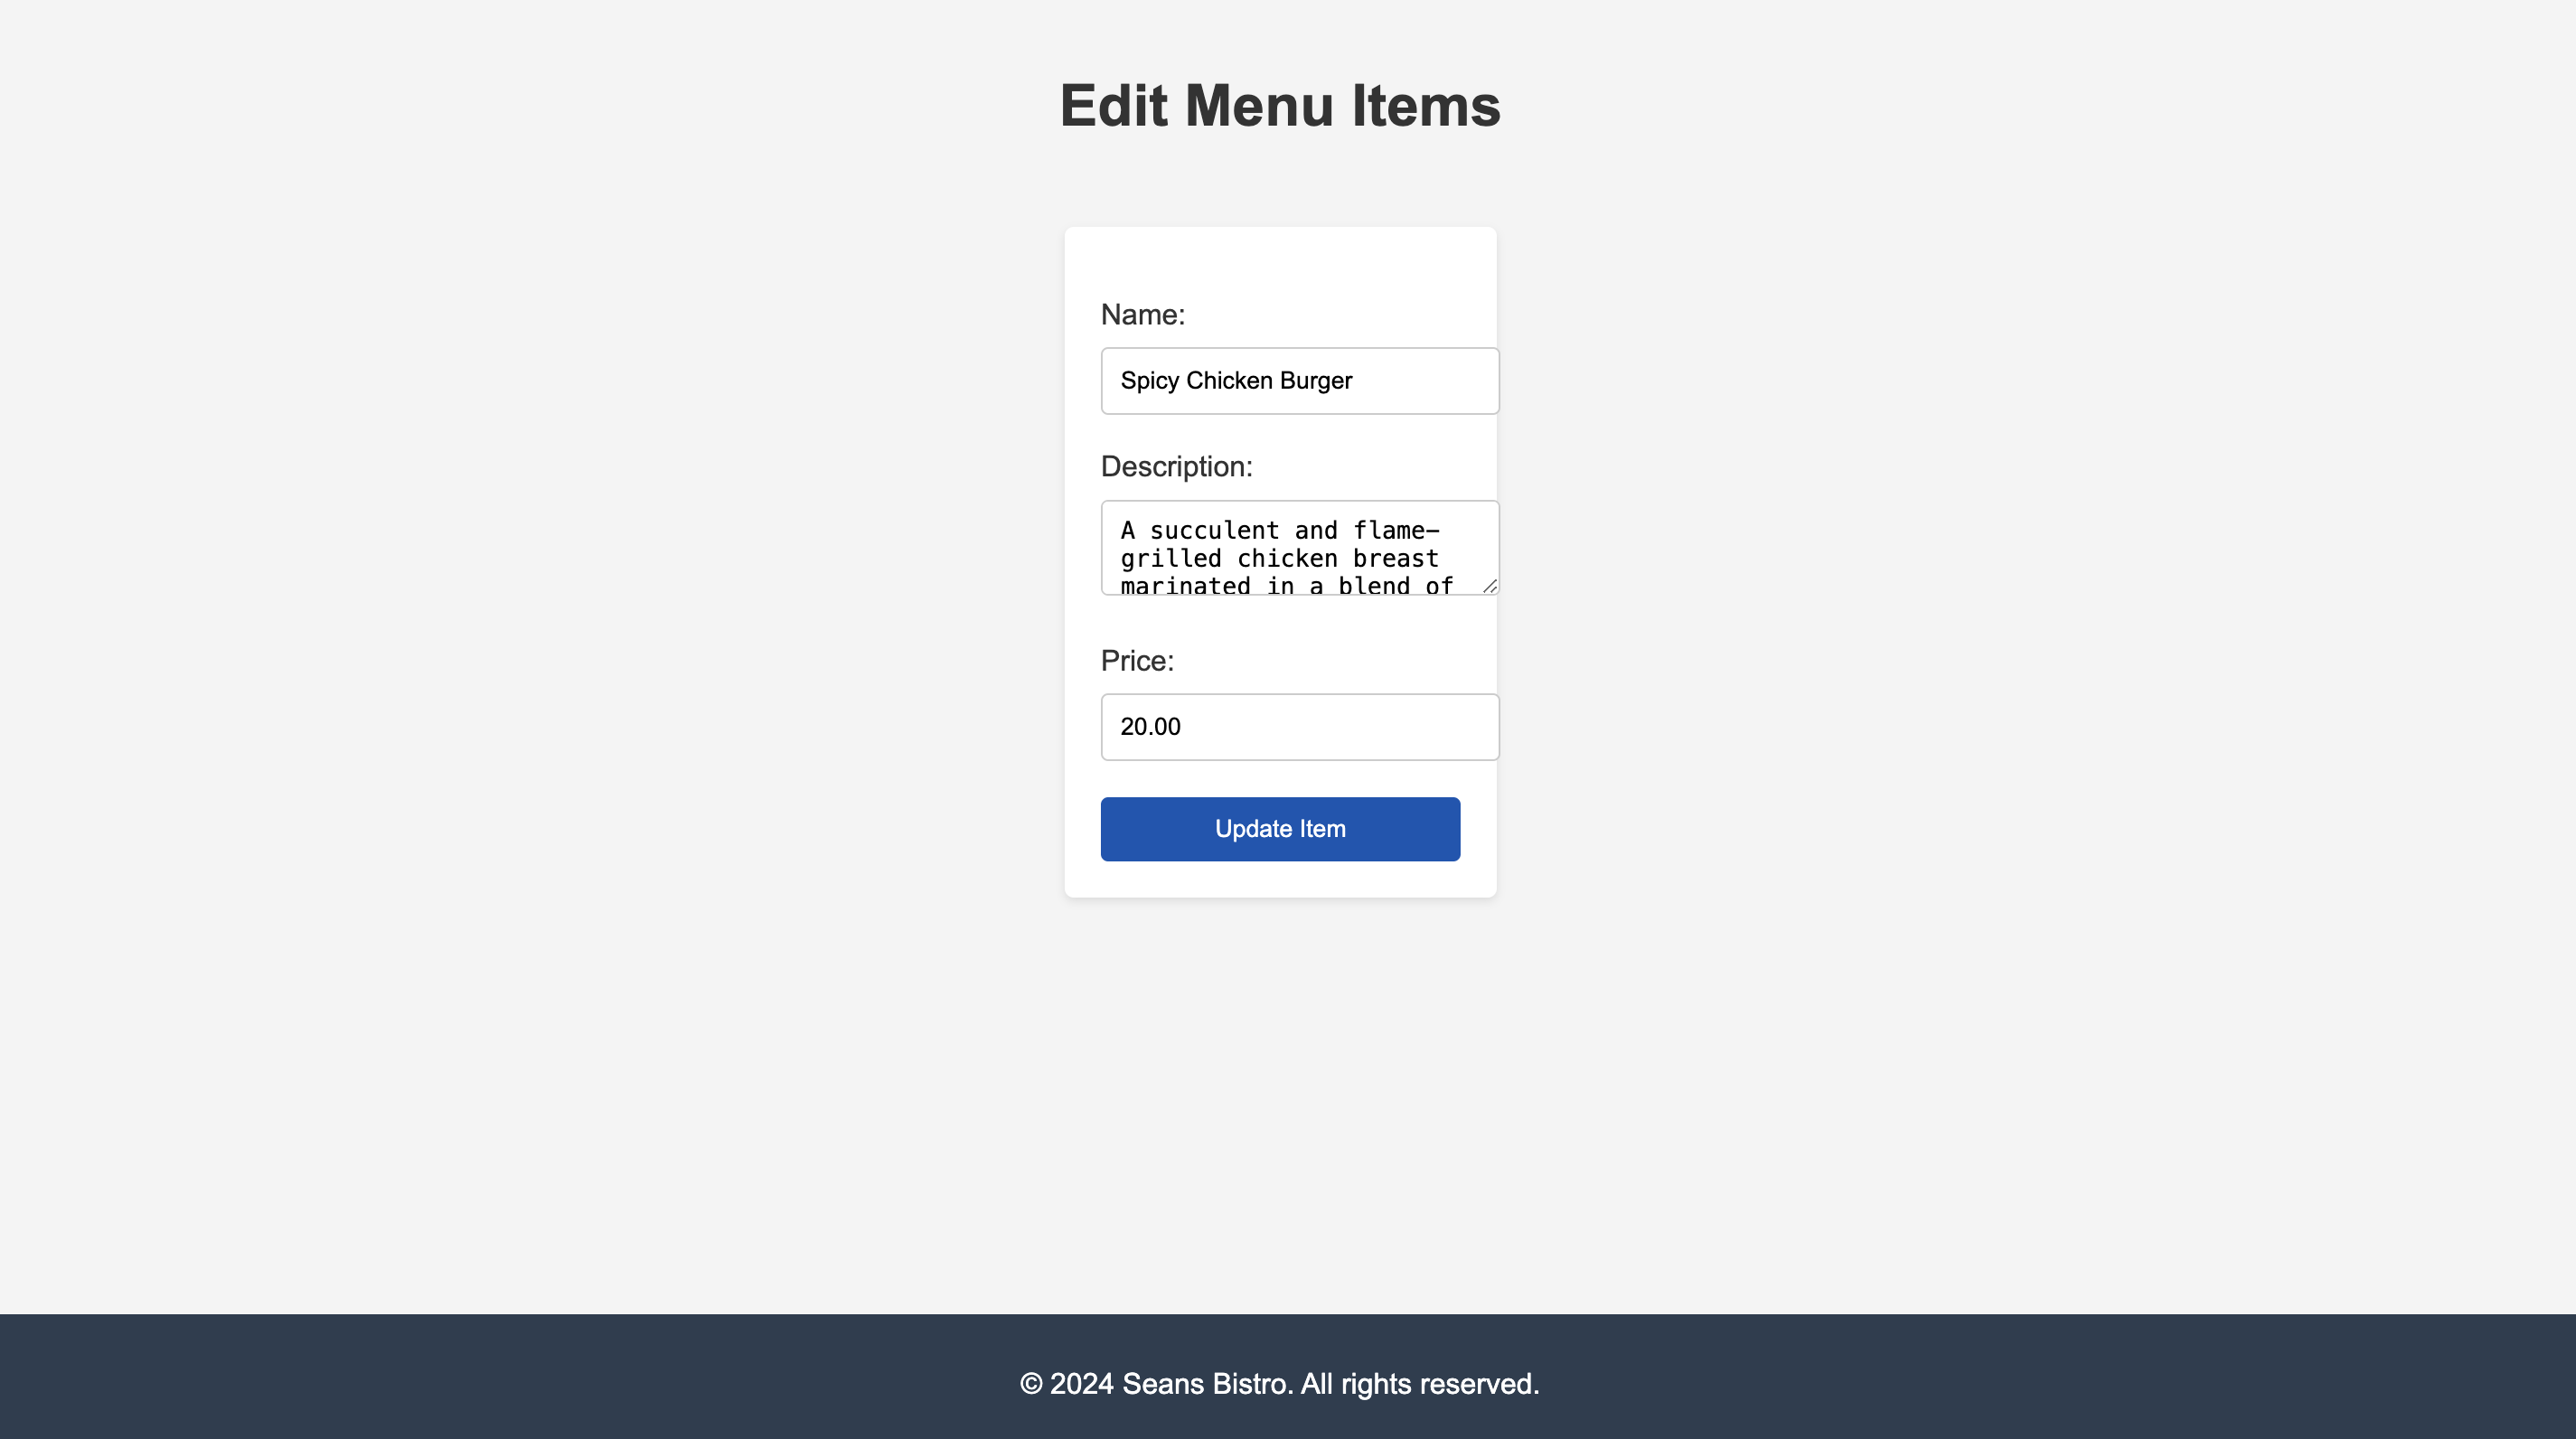 Edit Menu Items
Name:
Spicy Chicken Burger
Description:
A succulent and flame-
grilled chicken breast
marinated in a blend of
Price:
20.00
Update Item
© 2024 Seans Bistro. All rights reserved.